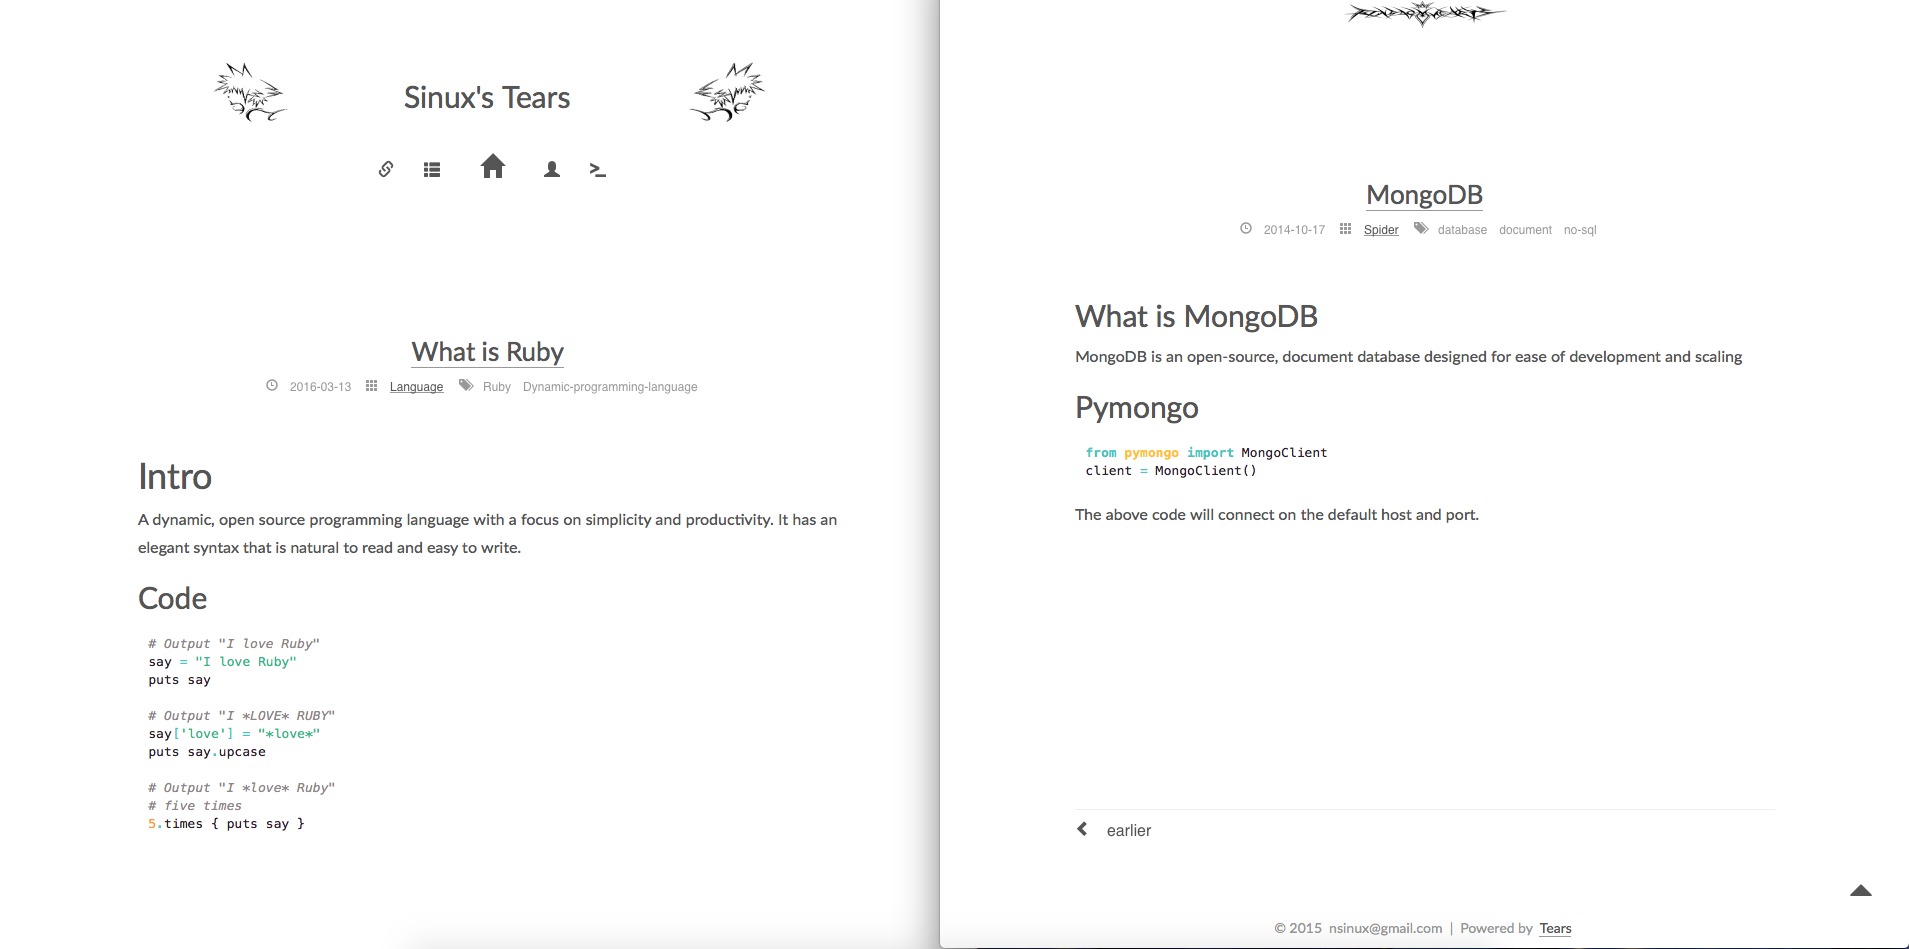 Sinux's Tears
What is Ruby
2016-03-13 Language Ruby Dynamic-programming-language
Intro
A dynamic, open source programming language with a focus on simplicity and productivity. It has an
elegant syntax that is natural to read and easy to write.
Code
# Output "I love Ruby"
say = "I love Ruby"
puts say
# Output "I *LOVE* RUBY"
say['love'] = "*love*"
puts say.upcase
# Output "I *love* Ruby"
# five times
5.times { puts say }
MongoDB
2014-10-17 Spider database document no-sql
What is MongoDB
MongoDB is an open-source, document database designed for ease of development and scaling
Pymongo
from pymongo import MongoClient
client = MongoClient()
The above code will connect on the default host and port.
earlier
© 2015 nsinux@gmail.com | Powered by Tears